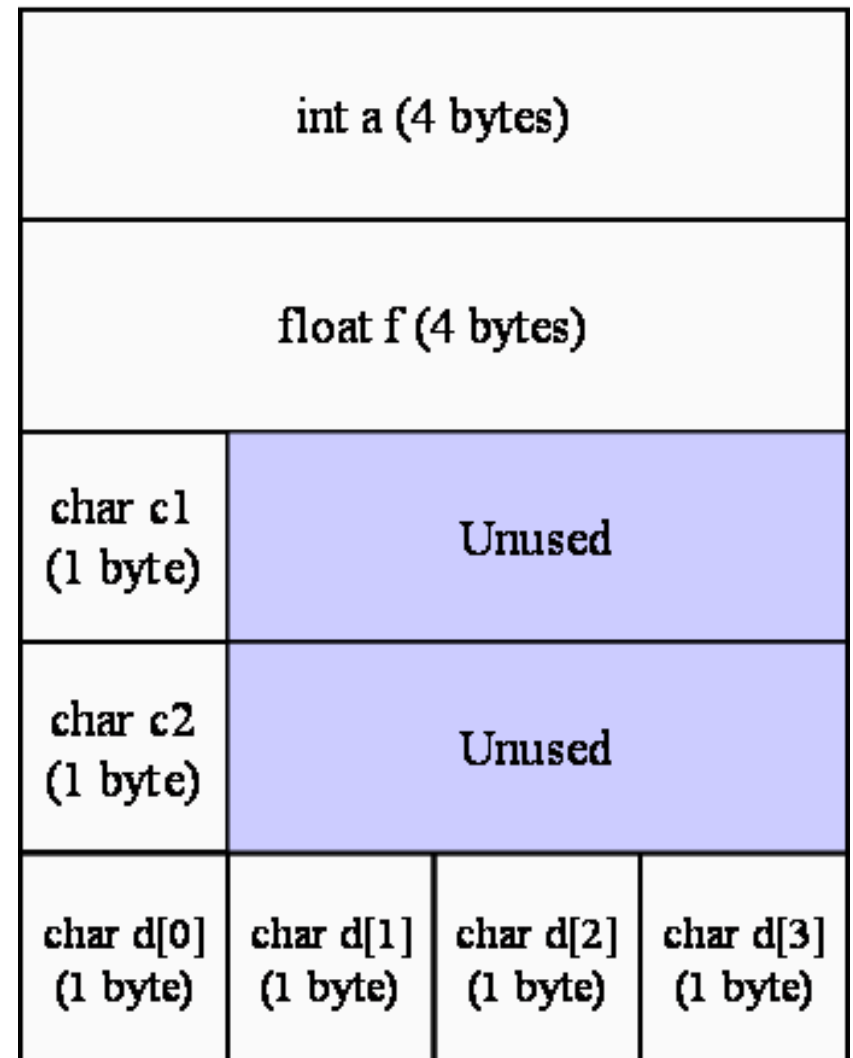 int a (4 bytes)
float f (4 bytes)
char c1
(1 byte)
Unused
char c2
(1 byte)
Unused
char d[0]
(1 byte)
char d[1]
(1 byte)
char d[2]
(1 byte)
char d[3]
(1 byte)